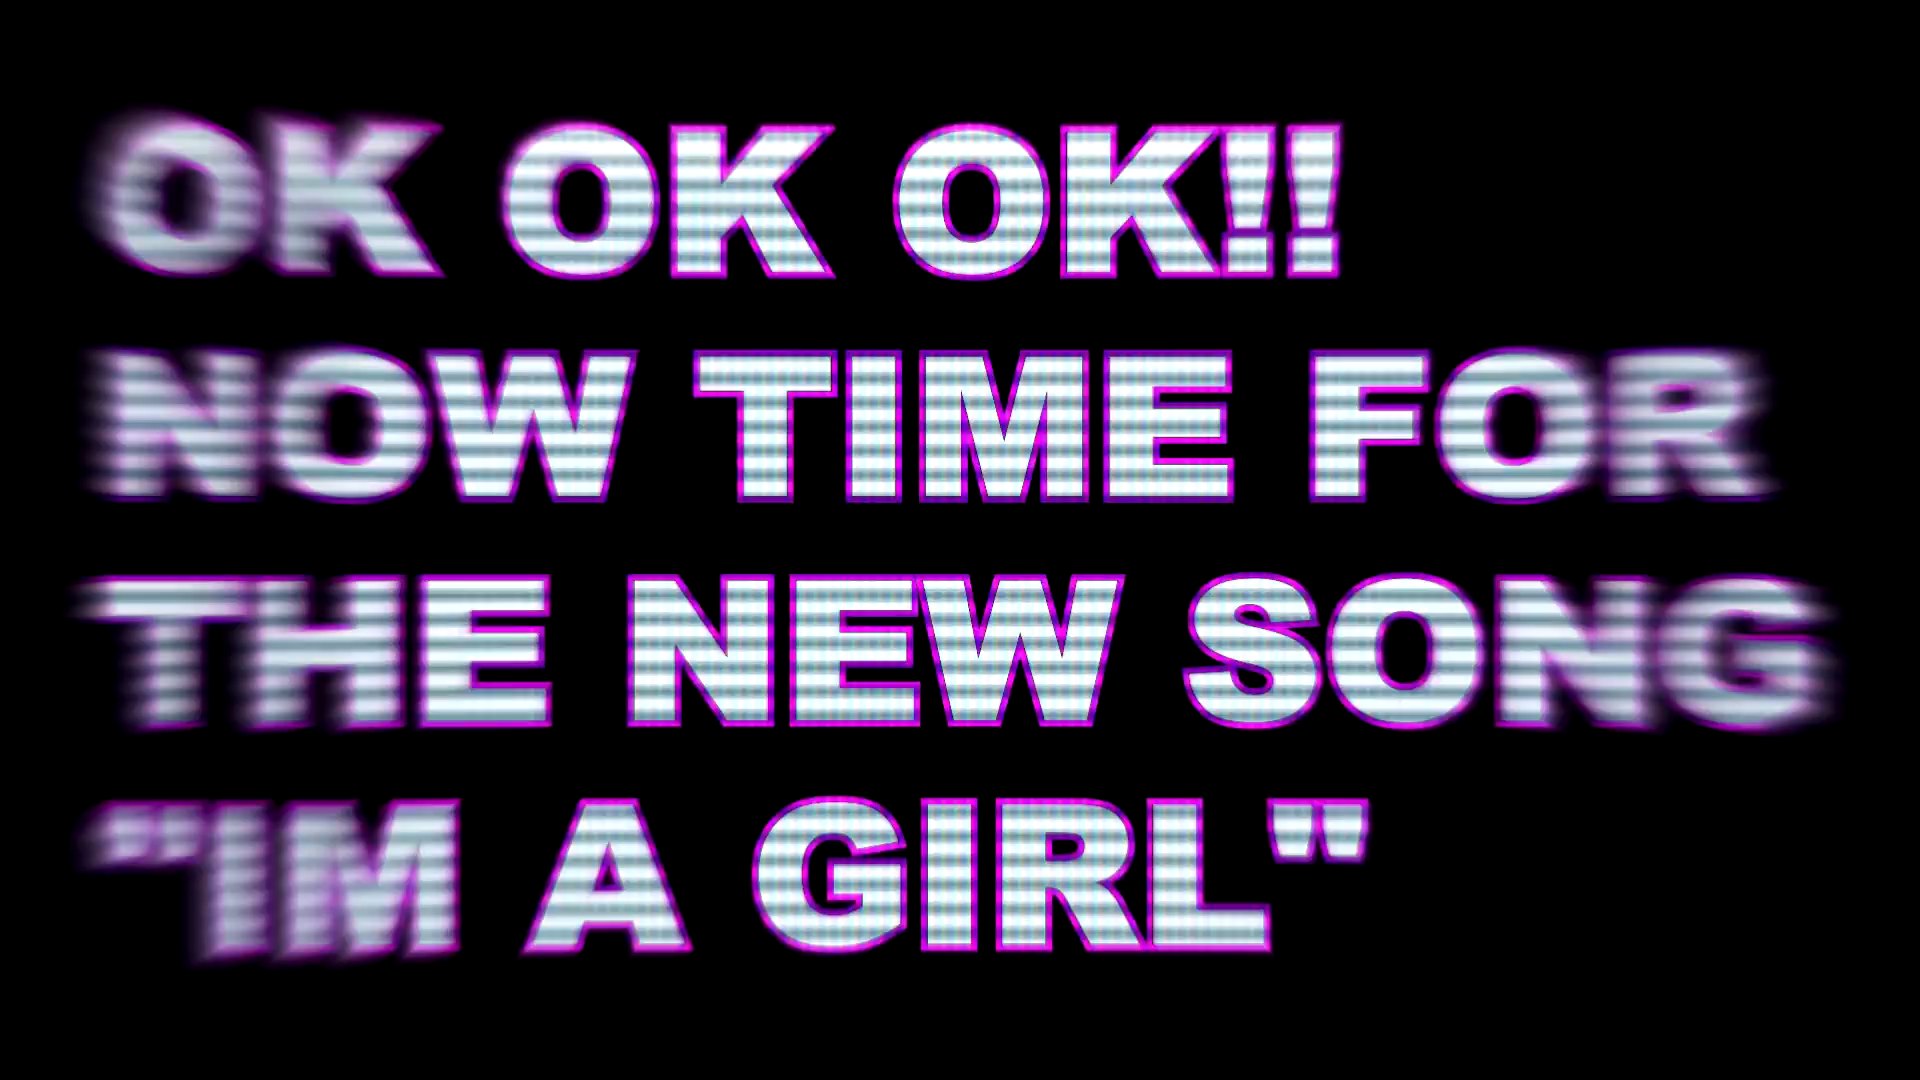 OK OK OK!!
NOW TIME FOR
THE NEW SONG
"IM A GIRL"